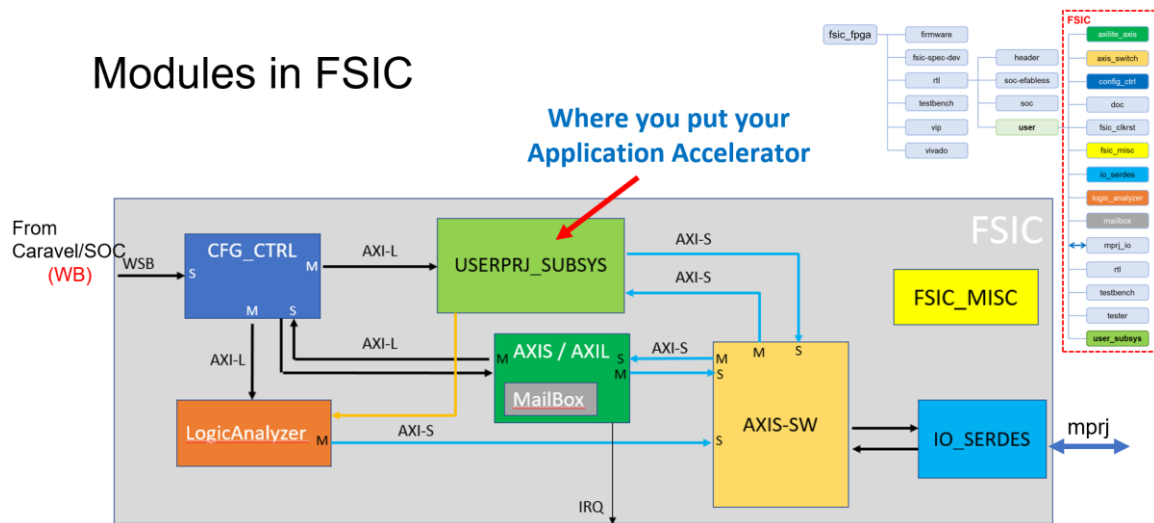 Modules in FSIC
Where you put your
Application Accelerator
fsic_fpga
firmware
fsic-spec-dev
rtl
testbench
vip
vivado
header
soc-efabless
soc
user
FSIC
axilite_axis
axis_switch
config_ctrl
doc
fsic_clkrst
fsic_misc
io_serdes
logic_analyzer
mailbox
mprj_io
rtl
testbench
tester
user_subsys
From
Caravel/SOC
(WB)
WSB
S
CFG_CTRL
M
M
S
AXI-L
USERPRJ_SUBSYS
AXI-S
AXI-S
FSIC
FSIC_MISC
AXI-L
AXI-L
M
AXIS / AXIL
S
M
MailBox
AXI-S
M
S
M
S
S
AXIS-SW
LogicAnalyzer
M
AXI-S
IO_SERDES
mprj
IRQ